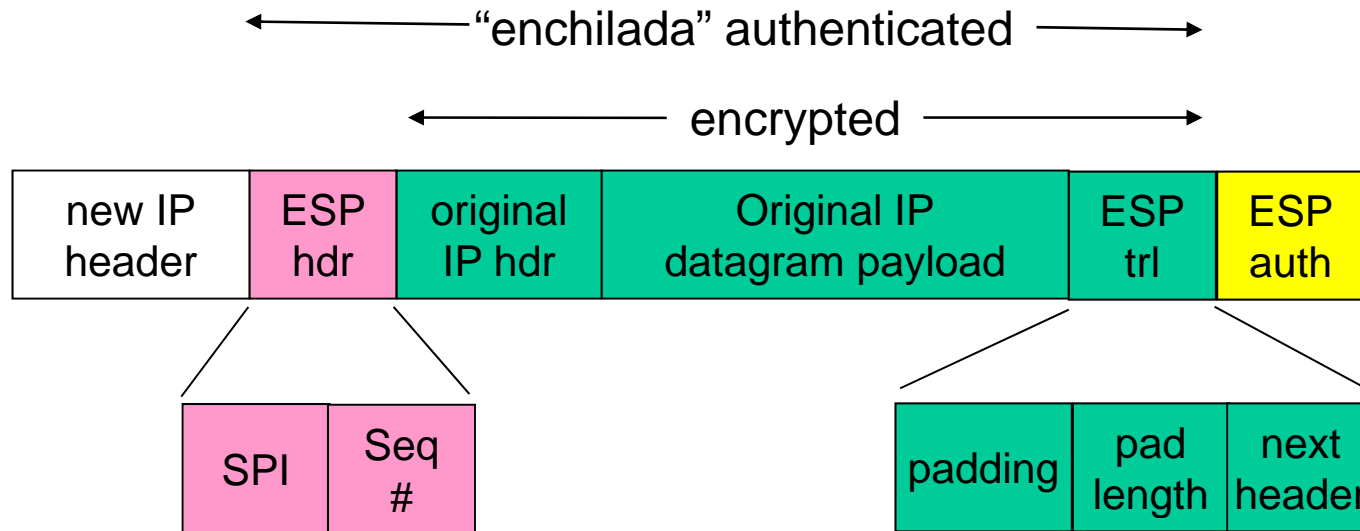 “enchilada” authenticated
encrypted
new IP
header
ESP
hdr
original
IP hdr
Original IP
datagram payload
ESP
trl
ESP
auth
SPI
Seq
#
padding
pad
length
next
header